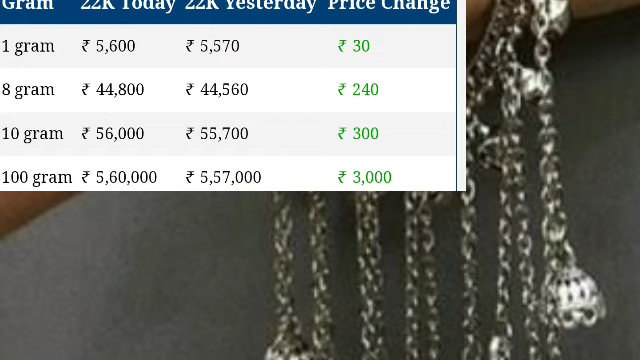 Gram 22K Today 22K Yesterday Price Change
1 gram ₹ 5,600 ₹ 5,570 ₹ 30
8 gram ₹ 44,800 ₹ 44,560 ₹ 240
10 gram ₹ 56,000 ₹ 55,700 ₹ 300
100 gram ₹ 5,60,000 ₹ 5,57,000 ₹ 3,000